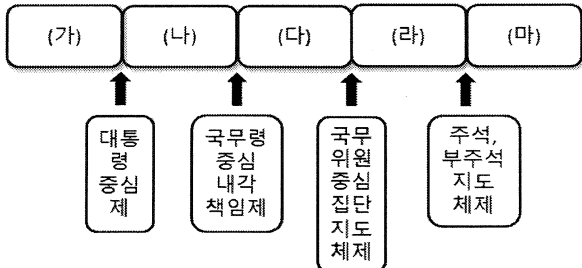 (가)
(나)
(다)
(라)
(마)
대통
령
중심
제
국무령
중심
내각
책임제
국무
위원
중심
집단
지도
체제
주석,
부주석
지도
체제